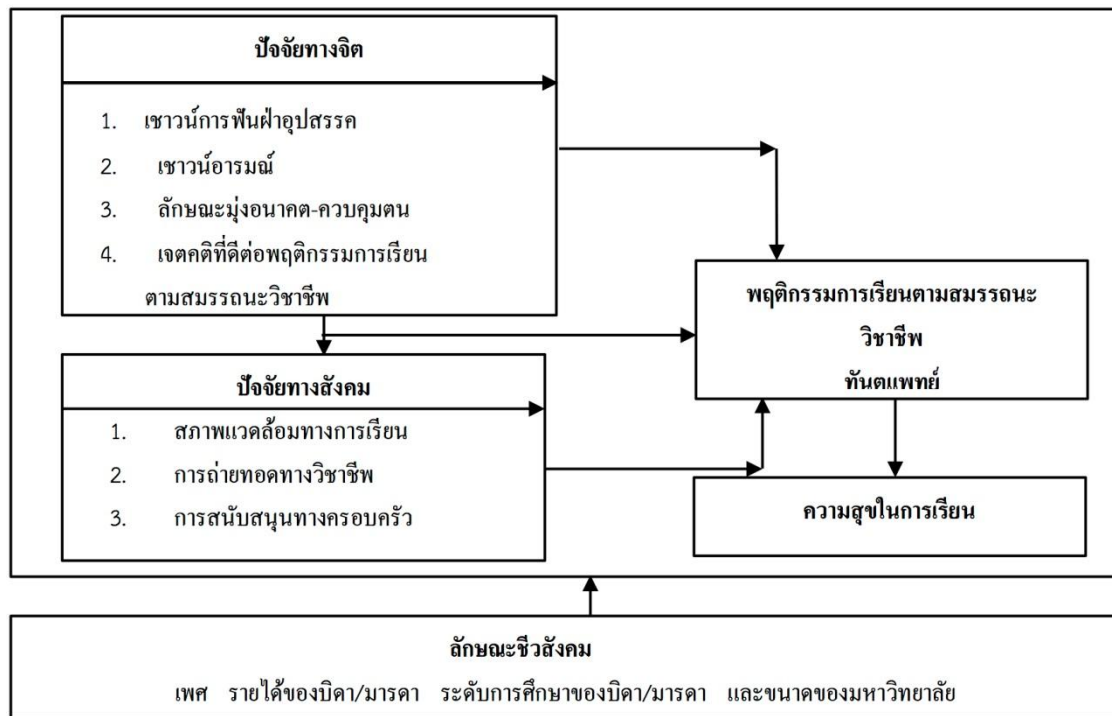 ปัจจัยทางจิต
1. เชาวน์การฟันฝ่าอุปสรรค
2. เชาวน์อารมณ์
3. ลักษณะมุ่งอนาคต-ควบคุมตน
4. เจตคติที่ดีต่อพฤติกรรมการเรียน
ตามสมรรถนะวิชาชีพ
ปัจจัยทางสังคม
1. สภาพแวดล้อมทางการเรียน
2. การถ่ายทอดทางวิชาชีพ
3. การสนับสนุนทางครอบครัว
พฤติกรรมการเรียนตามสมรรถนะ
วิชาชีพ
ทันตแพทย์
ความสุขในการเรียน
ลักษณะชีวสังคม
เพศ รายได้ของบิดา/มารดา ระดับการศึกษาของบิดา/มารดา และขนาดของมหาวิทยาลัย